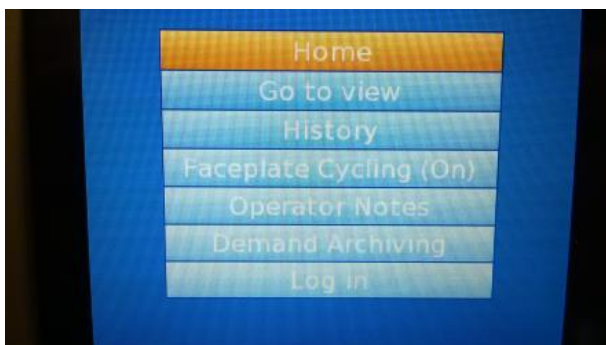 Home
Go to view
History
Faceplate Cycling (On)
Operator Notes
Demand Archiving
Log in